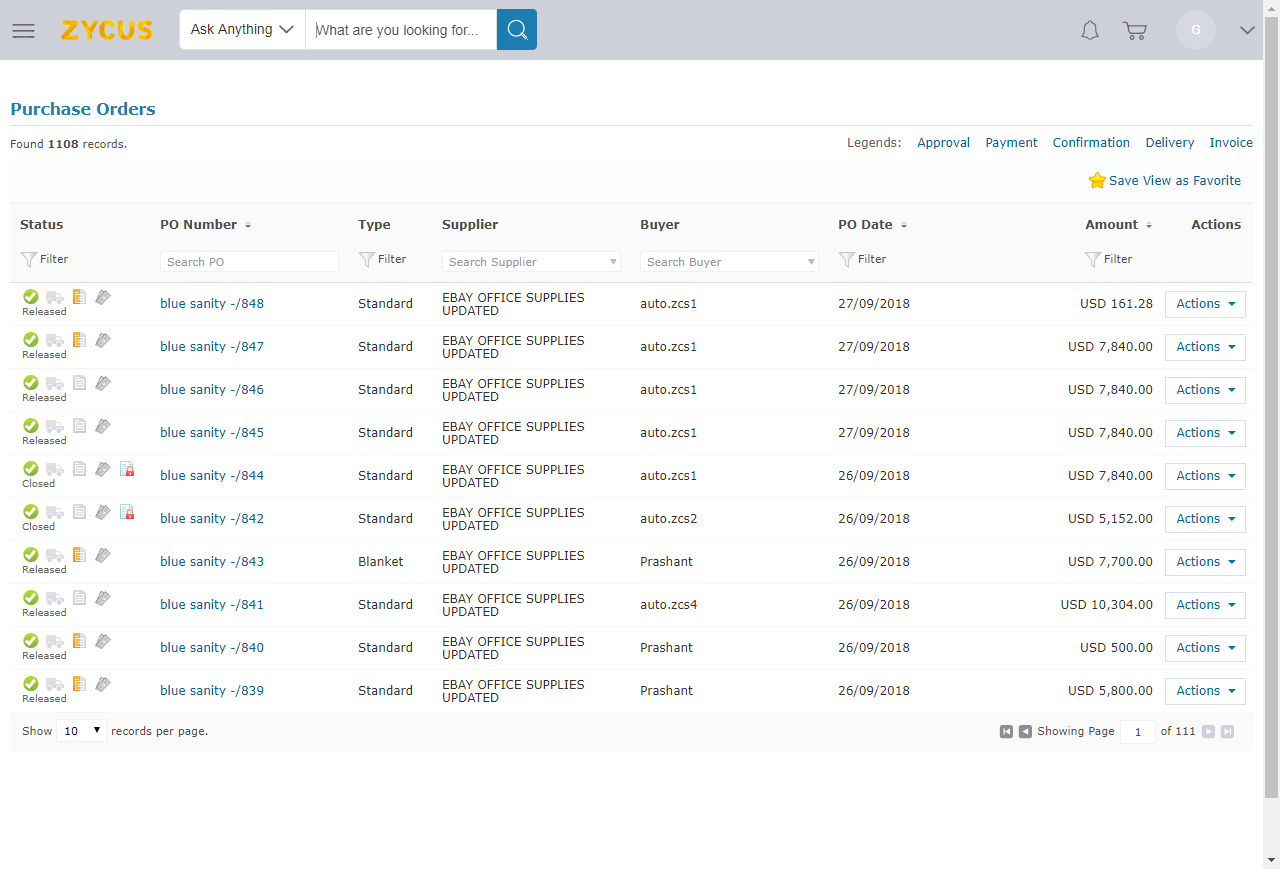 ZYCUS Ask Anything What are you looking for... G
Purchase Orders
Found 1108 records. Legends: Approval Payment Confirmation Delivery Invoice
Save View as Favorite
Status PO Number Type Supplier Buyer PO Date Amount Actions
Filter Search PO Filter Search Supplier Search Buyer Filter Filter
Released blue sanity -/848 Standard EBAY OFFICE SUPPLIES UPDATED auto.zcs1 27/09/2018 USD 161.28 Actions
Released blue sanity -/847 Standard EBAY OFFICE SUPPLIES UPDATED auto.zcs1 27/09/2018 USD 7,840.00 Actions
Released blue sanity -/846 Standard EBAY OFFICE SUPPLIES UPDATED auto.zcs1 27/09/2018 USD 7,840.00 Actions
Released blue sanity -/845 Standard EBAY OFFICE SUPPLIES UPDATED auto.zcs1 27/09/2018 USD 7,840.00 Actions
Closed blue sanity -/844 Standard EBAY OFFICE SUPPLIES UPDATED auto.zcs1 26/09/2018 USD 7,840.00 Actions
Closed blue sanity -/842 Standard EBAY OFFICE SUPPLIES UPDATED auto.zcs2 26/09/2018 USD 5,152.00 Actions
Released blue sanity -/843 Blanket EBAY OFFICE SUPPLIES UPDATED Prashant 26/09/2018 USD 7,700.00 Actions
Released blue sanity -/841 Standard EBAY OFFICE SUPPLIES UPDATED auto.zcs4 26/09/2018 USD 10,304.00 Actions
Released blue sanity -/840 Standard EBAY OFFICE SUPPLIES UPDATED Prashant 26/09/2018 USD 500.00 Actions
Released blue sanity -/839 Standard EBAY OFFICE SUPPLIES UPDATED Prashant 26/09/2018 USD 5,800.00 Actions
Show 10 records per page. Showing Page 1 of 111